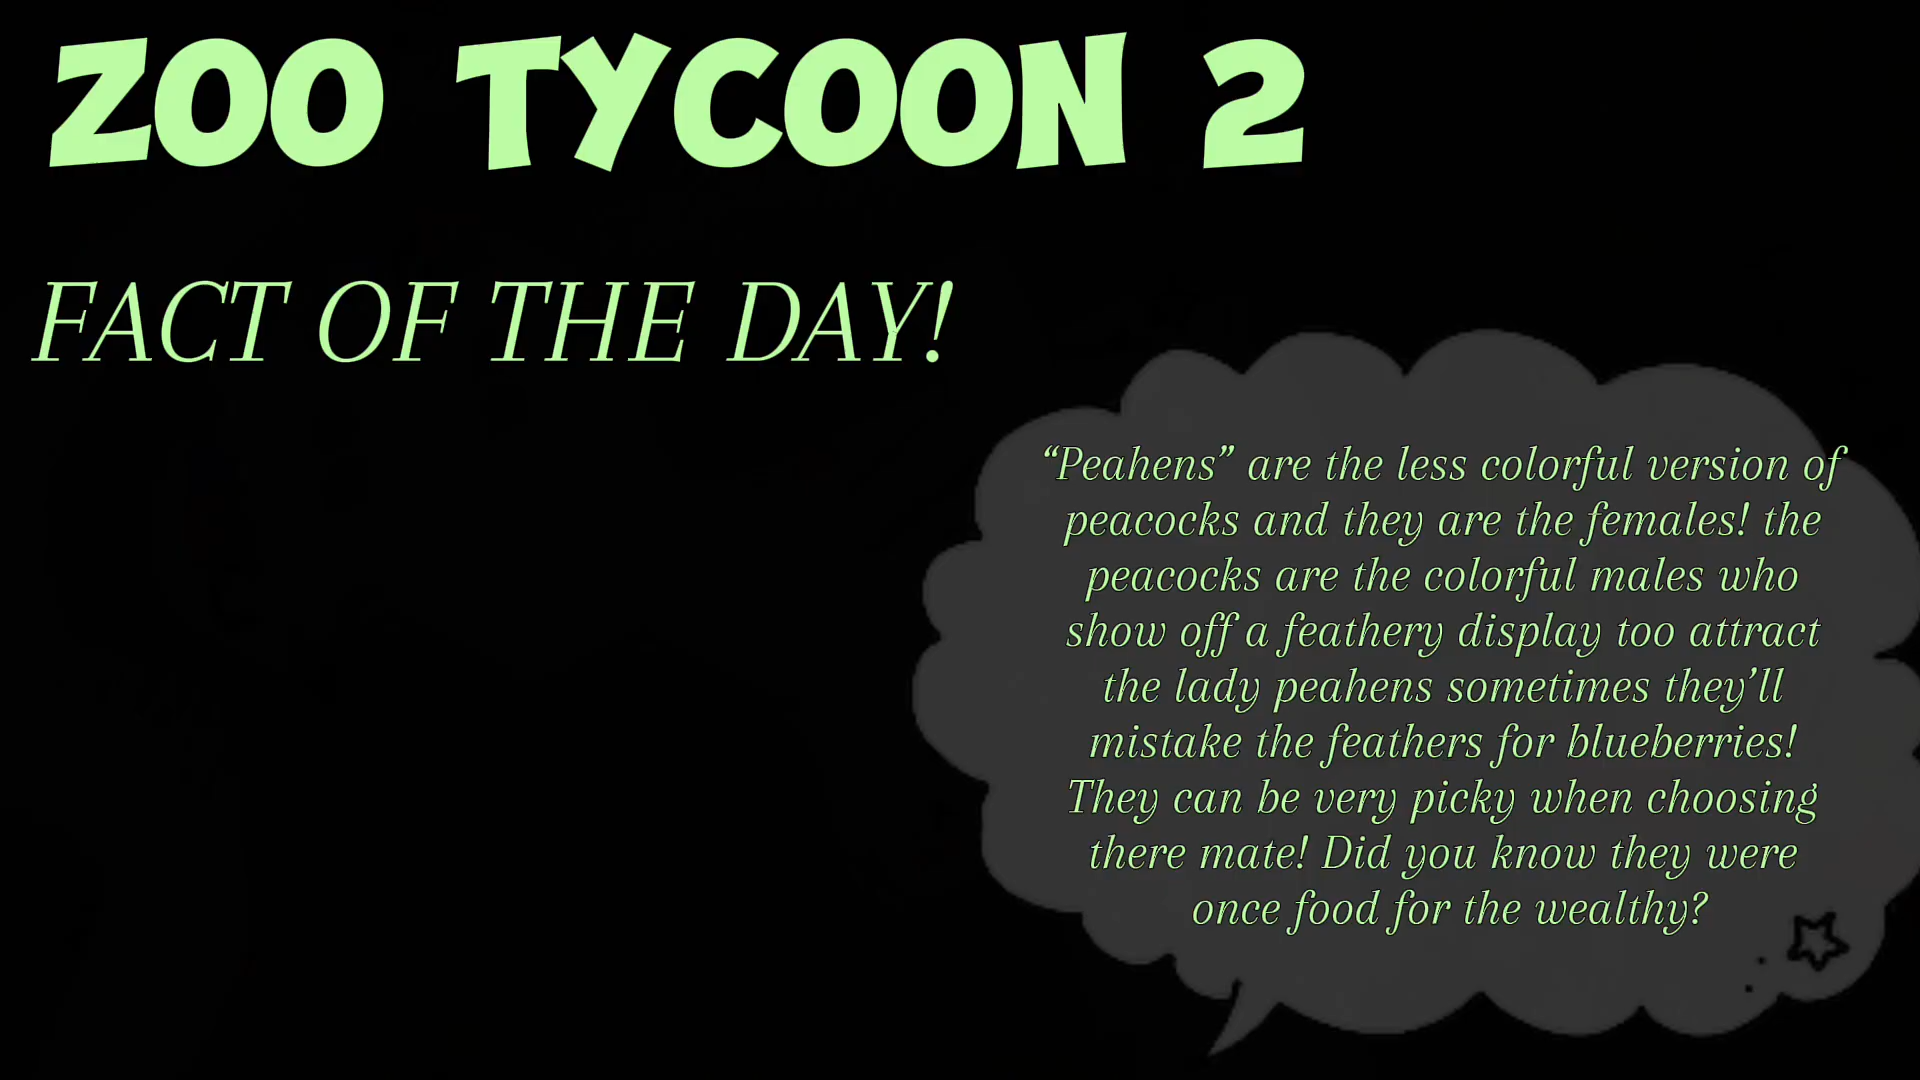 ZOO TYCOON 2
FACT OF THE DAY!
“Peahens” are the less colorful version of
peacocks and they are the females! the
peacocks are the colorful males who
show off a feathery display too attract
the lady peahens sometimes they’ll
mistake the feathers for blueberries!
They can be very picky when choosing
there mate! Did you know they were
once food for the wealthy?